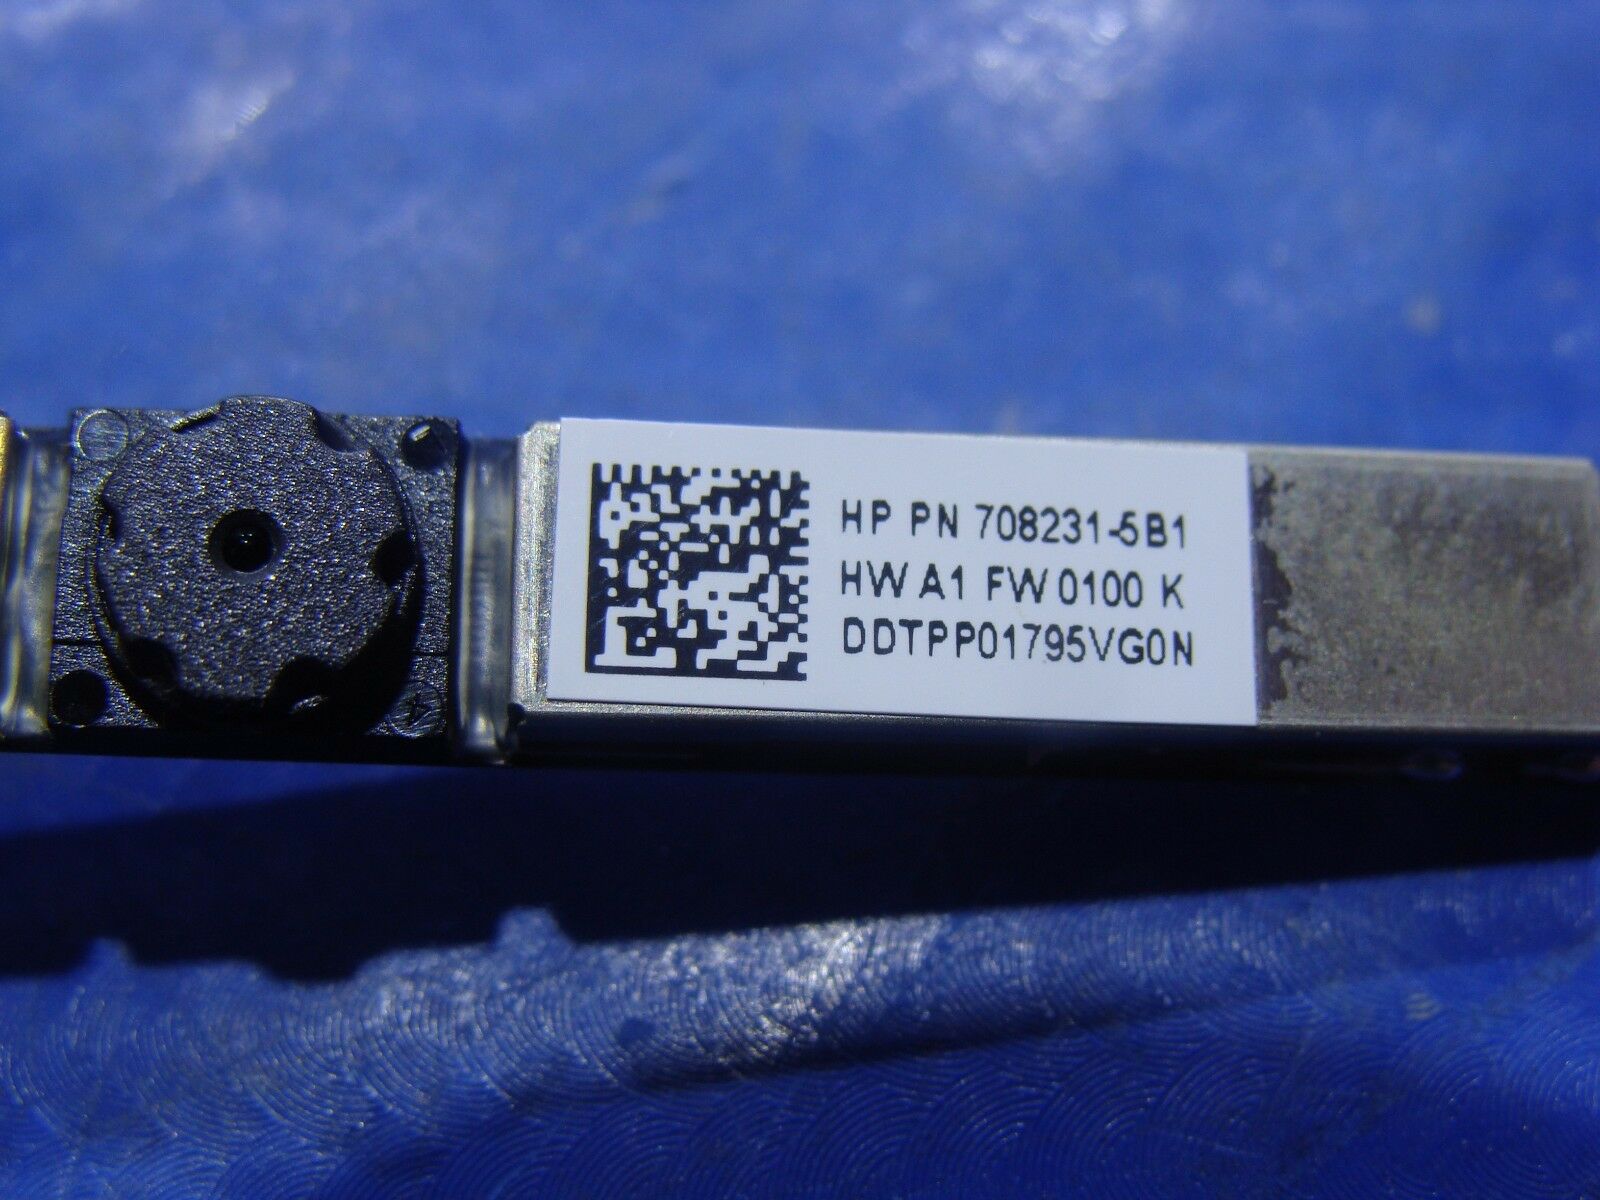 HP PN 708231-5B1
HW A1 FW 0100 K
DDTPP01795VG0N